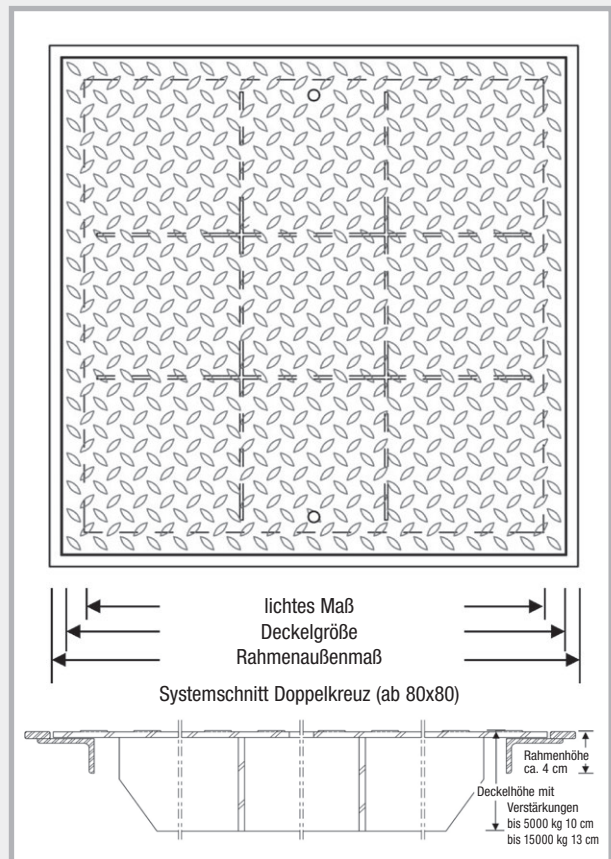 lichtes Maß
Deckelgröße
Rahmenaußenmaß
Systemschnitt Doppelkreuz (ab 80x80)
Rahmenhöhe
ca. 4 cm
Deckelhöhe mit
Verstärkungen
bis 5000 kg 10 cm
bis 15000 kg 13 cm